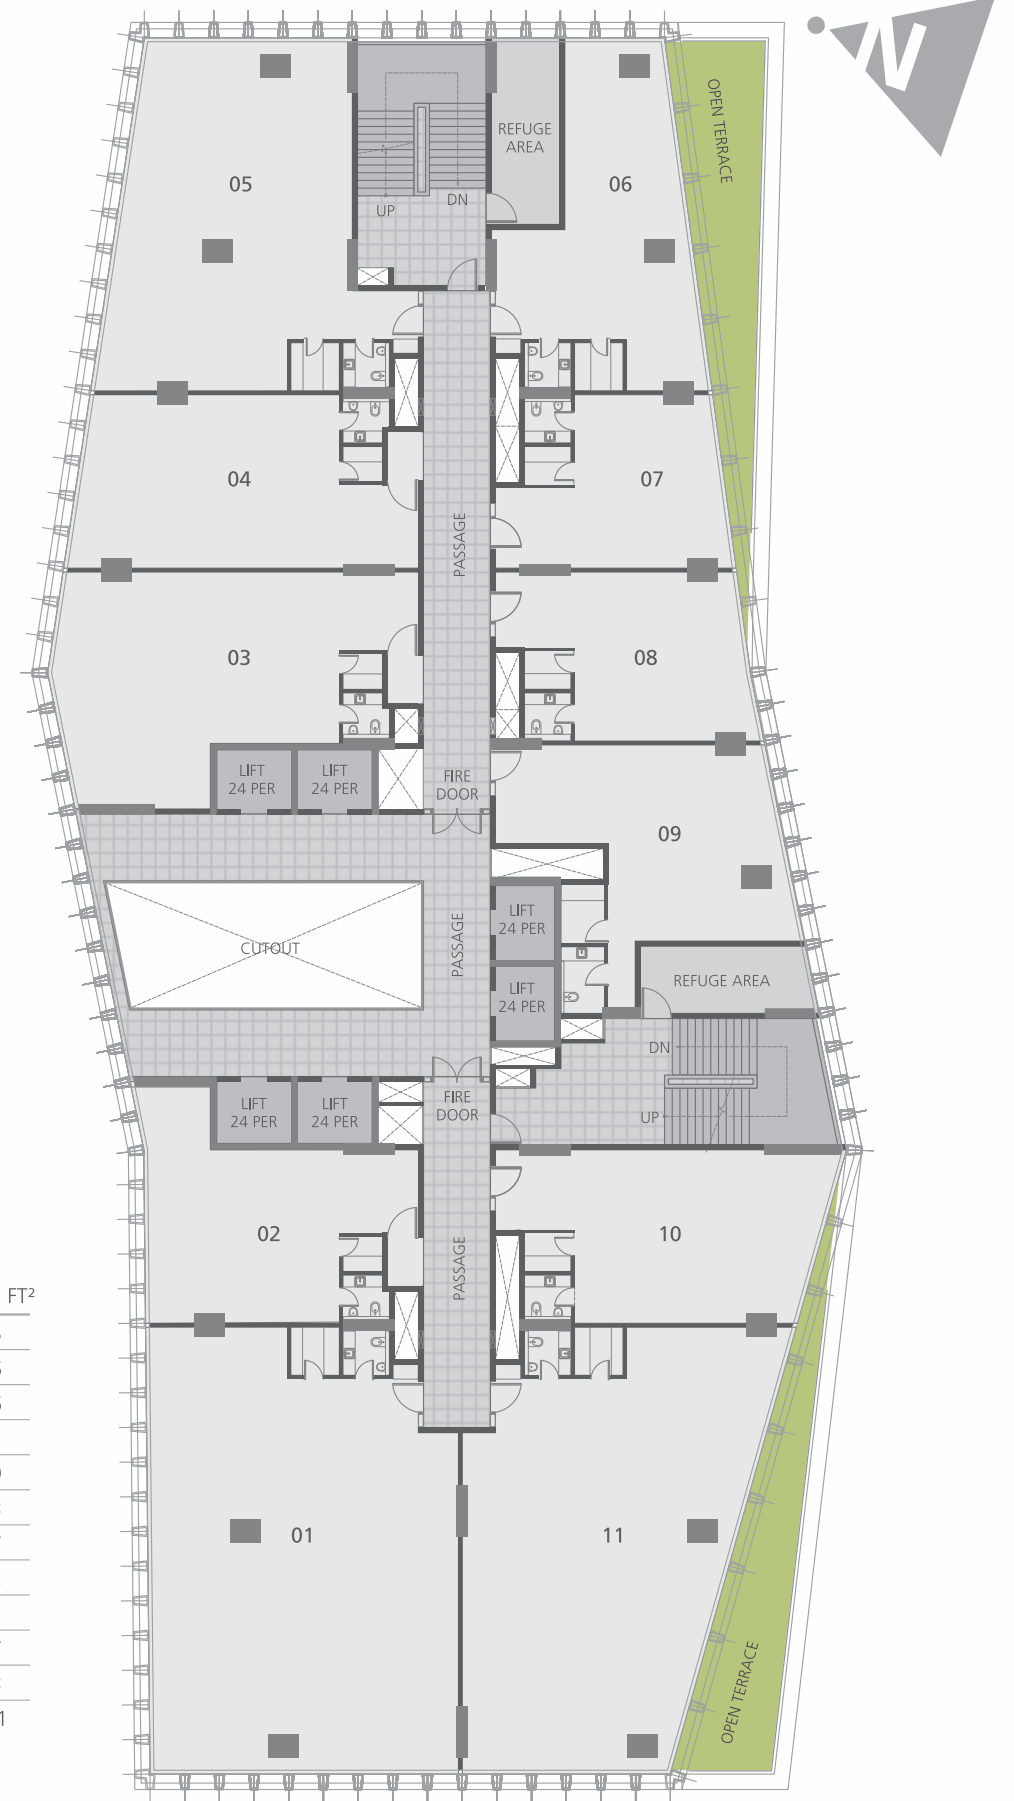 N
OPEN TERRACE
REFUGE
AREA
05
06
UP
DN
04
07
PASSAGE
03
08
LIFT
24 PER
LIFT
24 PER
FIRE
DOOR
09
LIFT
24 PER
PASSAGE
CUTOUT
REFUGE AREA
LIFT
24 PER
DN
LIFT
24 PER
LIFT
24 PER
FIRE
DOOR
UP
02
10
PASSAGE
FT²
01
11
OPEN TERRACE
1